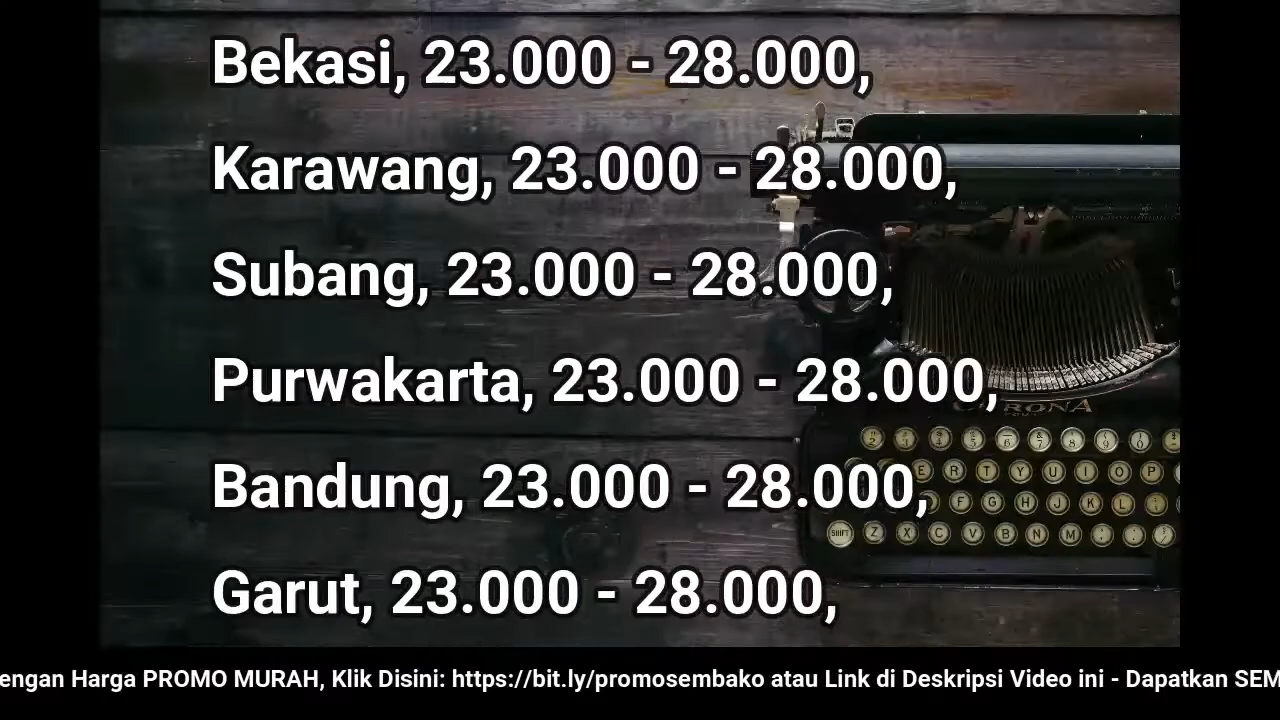 Bekasi, 23.000 - 28.000,
Karawang, 23.000 - 28.000,
Subang, 23.000 - 28.000,
Purwakarta, 23.000 - 28.000,
CORONA
E R T Y U I O P
Bandung, 23.000 - 28.000,
F G H J K L
SHIFT Z X C V B N M
Garut, 23.000 - 28.000,
engan Harga PROMO MURAH, Klik Disini: https://bit.ly/promosembako atau Link di Deskripsi Video ini - Dapatkan SEM